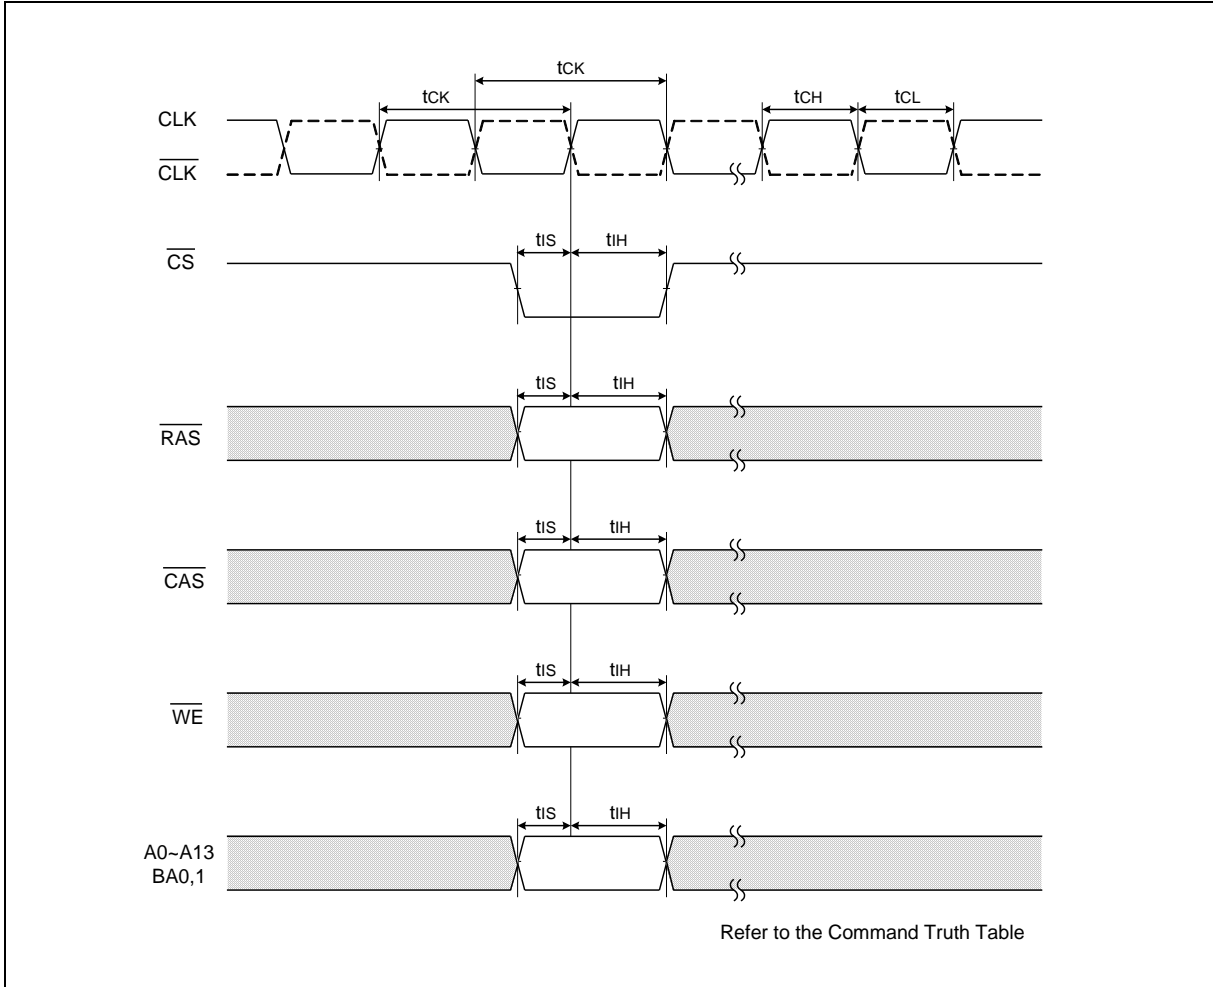 tCK
tCK
tCH
tCL
CLK
CLK
tIS
tIH
CS
tIS
tIH
RAS
tIS
tIH
CAS
tIS
tIH
WE
tIS
tIH
A0~A13
BA0,1
Refer to the Command Truth Table